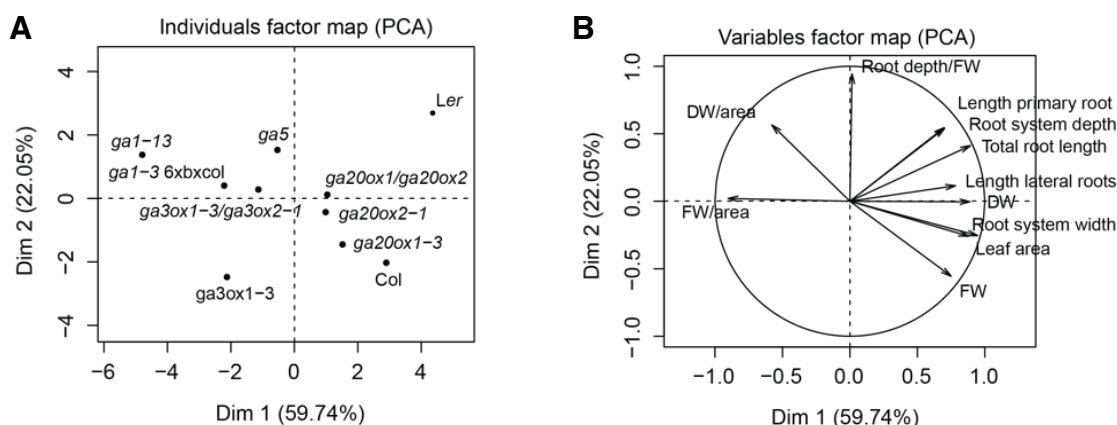 A
Individuals factor map (PCA)
Dim 2 (22.05%)
4
2
0
−2
−4
Ler
ga5
ga1−13
ga1−3 6xbxcol
ga20ox1/ga20ox2
ga3ox1−3/ga3ox2−1
ga20ox2−1
ga20ox1−3
Col
ga3ox1−3
−6
−4
−2
0
2
4
Dim 1 (59.74%)
B
Variables factor map (PCA)
Dim 2 (22.05%)
1.0
0.5
0.0
−0.5
−1.0
Root depth/FW
DW/area
Length primary root
Root system depth
Total root length
Length lateral roots
DW
FW/area
Root system width
Leaf area
FW
−1.0
−0.5
0.0
0.5
1.0
Dim 1 (59.74%)